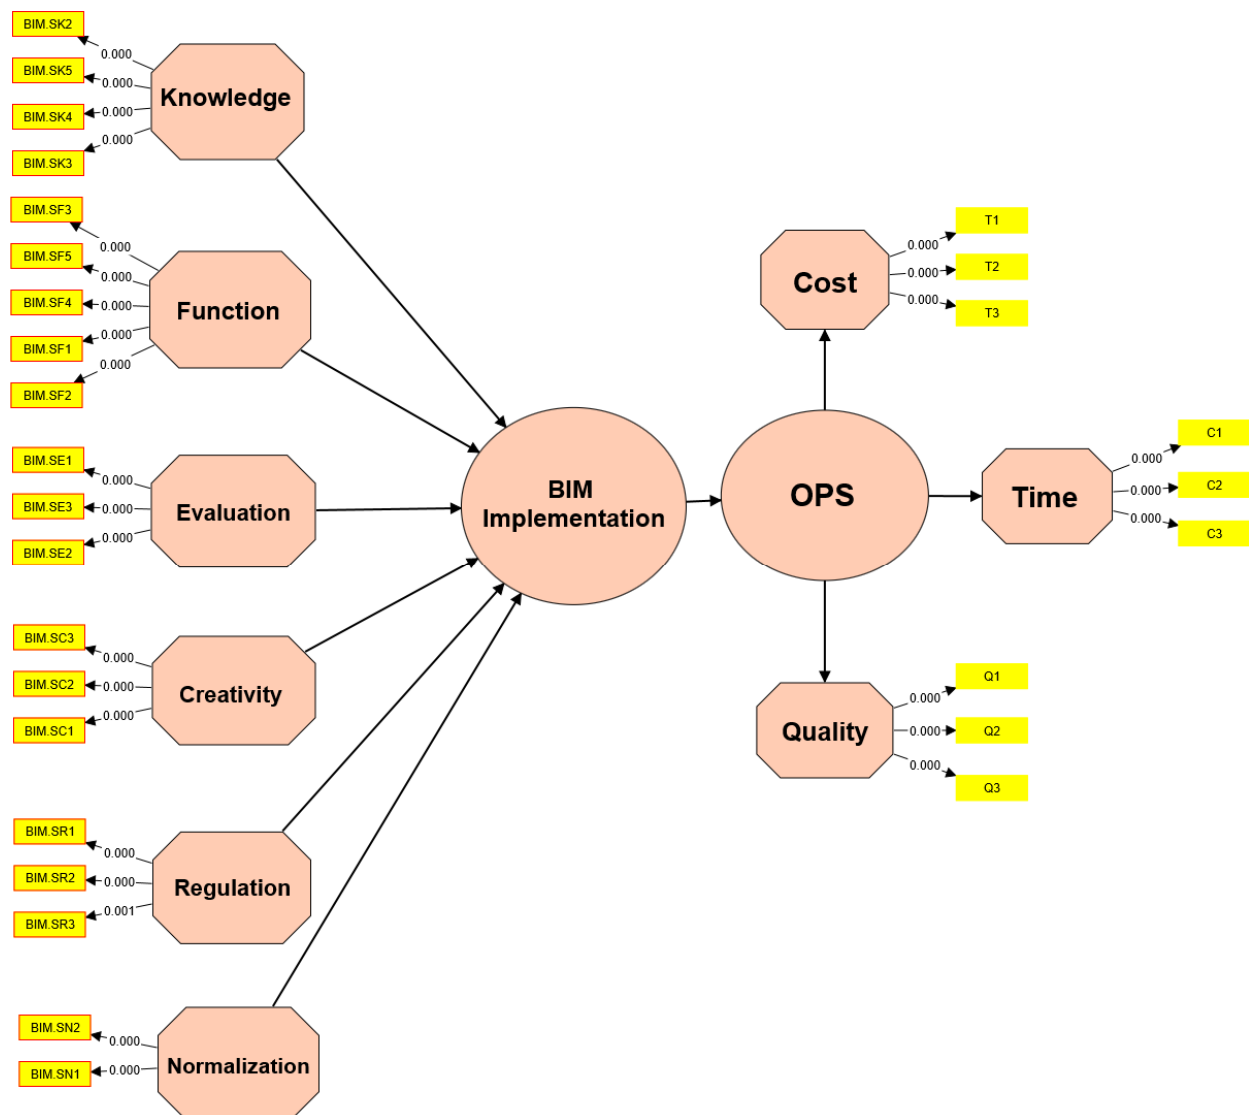 BIM.SK2
0.000
BIM.SK5
0.000
BIM.SK4
0.000
BIM.SK3
0.000
Knowledge
BIM.SF3
0.000
BIM.SF5
0.000
BIM.SF4
0.000
BIM.SF1
0.000
BIM.SF2
0.000
Function
BIM.SE1
0.000
BIM.SE3
0.000
BIM.SE2
0.000
Evaluation
BIM.SC3
0.000
BIM.SC2
0.000
BIM.SC1
0.000
Creativity
BIM.SR1
0.000
BIM.SR2
0.000
BIM.SR3
0.001
Regulation
BIM.SN2
0.000
BIM.SN1
0.000
Normalization
BIM
Implementation
OPS
Cost
0.000
T1
0.000
T2
0.000
T3
Time
0.000
C1
0.000
C2
0.000
C3
Quality
0.000
Q1
0.000
Q2
0.000
Q3